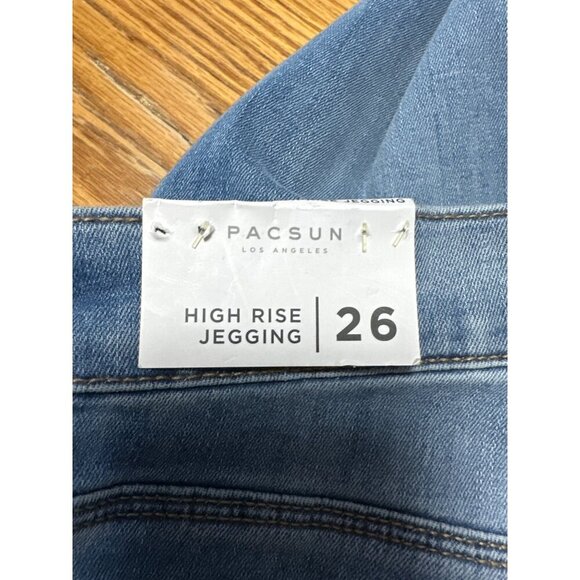 JEGGING
PACSUN
LOS ANGELES
HIGH RISE
JEGGING
26